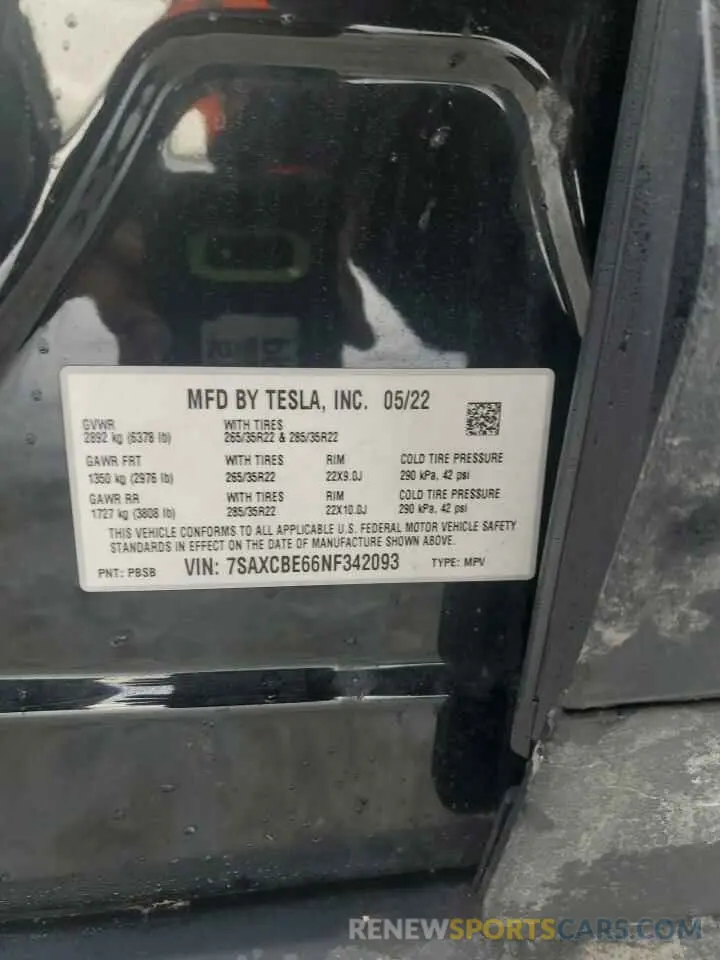 MFD BY TESLA, INC. 05/22
GVWR WITH TIRES
2892 kg (6376 lb) 265/35R22 & 285/35R22
GAWR FRT WITH TIRES RIM COLD TIRE PRESSURE
1350 kg (2976 lb) 265/35R22 22X9.0J 290 kPa, 42 psi
GAWR RR WITH TIRES RIM COLD TIRE PRESSURE
1727 kg (3808 lb) 285/35R22 22X10.0J 290 kPa, 42 psi
THIS VEHICLE CONFORMS TO ALL APPLICABLE U.S. FEDERAL MOTOR VEHICLE SAFETY
STANDARDS IN EFFECT ON THE DATE OF MANUFACTURE SHOWN ABOVE.
PNT: PBSB VIN: 7SAXCBE66NF342093 TYPE: MPV
RENEWSPORTSCARS.COM